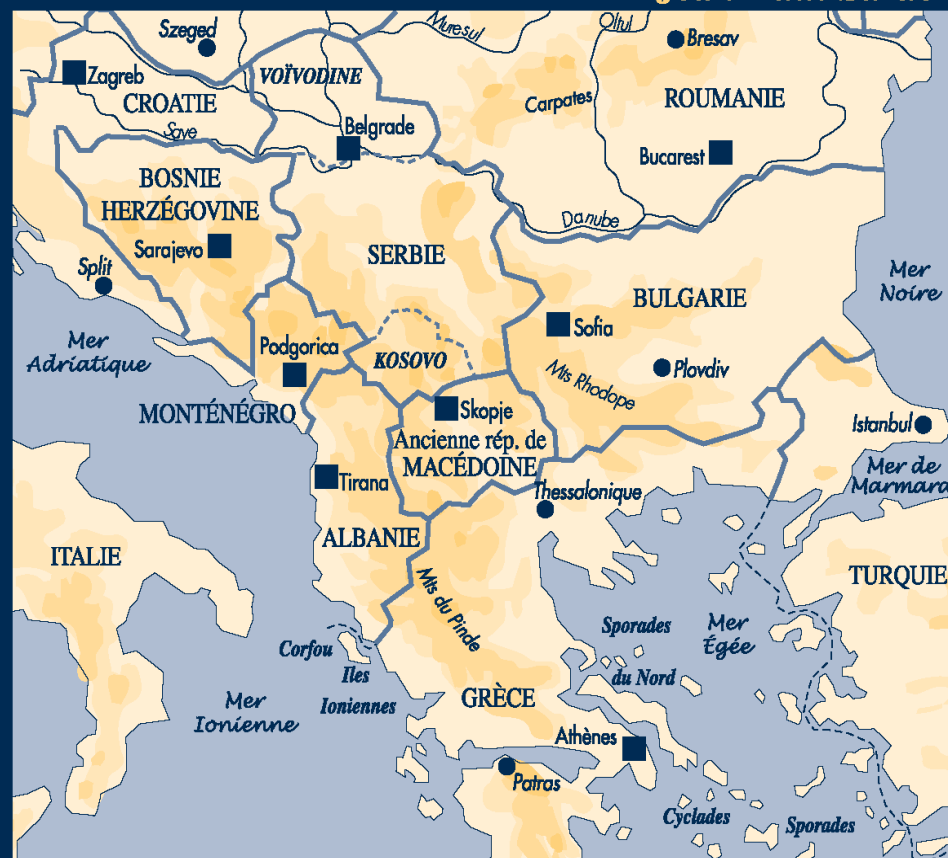 Szeged
Muresul
Oltul
Bresav
Zagreb
VOÏVODINE
CROATIE
Carpates
ROUMANIE
Save
Belgrade
Bucarest
BOSNIE
HERZÉGOVINE
Danube
Sarajevo
SERBIE
Split
BULGARIE
Mer
Noire
Sofia
Mer
Adriatique
Podgorica
KOSOVO
Mts Rhodope
Plovdiv
MONTÉNÉGRO
Skopje
Istanbul
Ancienne rép. de
MACÉDOINE
Mer de
Marmara
Tirana
Thessalonique
ALBANIE
ITALIE
TURQUIE
Mts du Pinde
Sporades
du Nord
Mer
Égée
Corfou
Iles
Ioniennes
Mer
Ionienne
GRÈCE
Athènes
Patras
Cyclades
Sporades